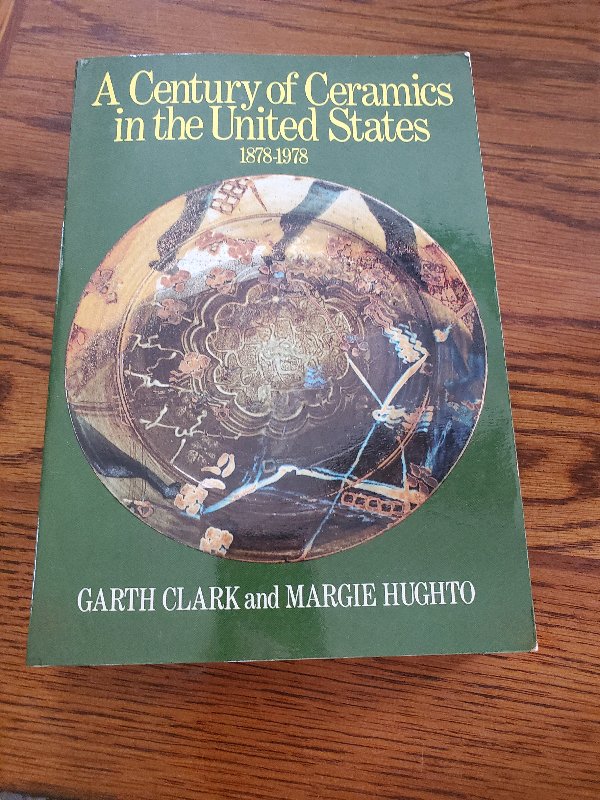 A Century of Ceramics
in the United States
1878-1978
GARTH CLARK and MARGIE HUGHTO